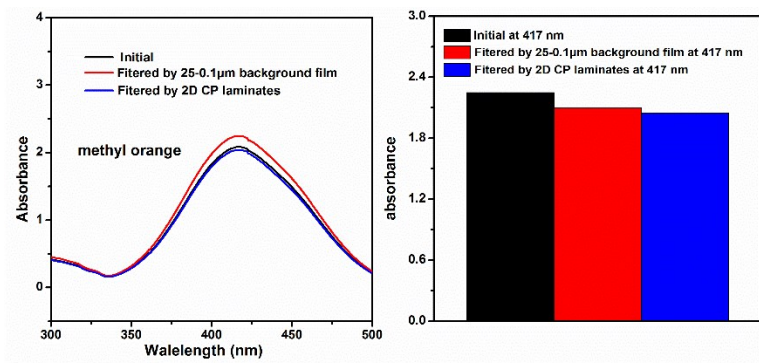 4
3
2
1
0
Absorbance
Initial
Fitered by 25-0.1μm background film
Fitered by 2D CP laminates
methyl orange
300
350
400
450
500
Walelength (nm)
3.0
2.4
1.8
1.2
0.6
0.0
absorbance
Initial at 417 nm
Fitered by 25-0.1μm background film at 417 nm
Fitered by 2D CP laminates at 417 nm